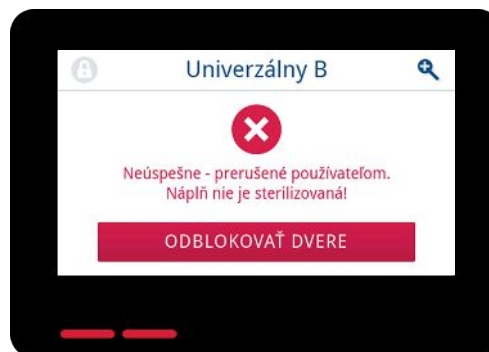 Univerzálny B
Neúspešne - prerušené používateľom.
Náplň nie je sterilizovaná!
ODBLOKOVAŤ DVERE